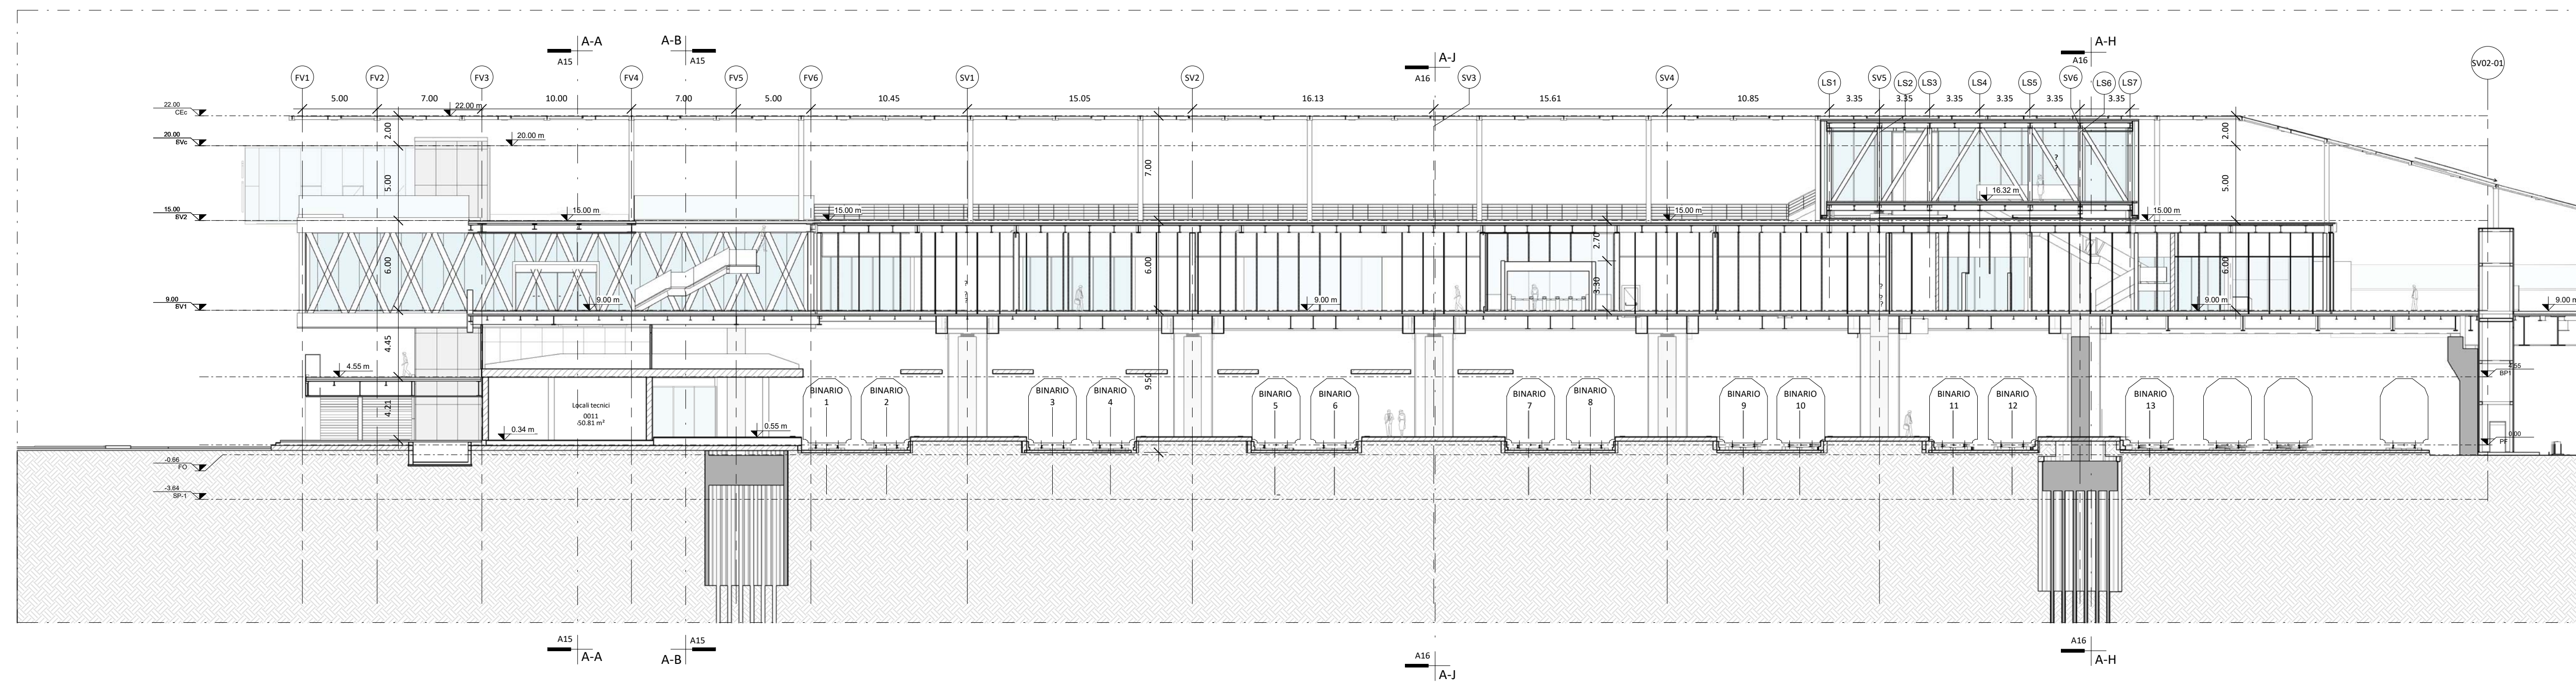 A-A
A-B
A-J
A-H
A15
A15
A16
A16
FV1
FV2
FV3
FV4
FV5
FV6
SV1
SV2
SV3
SV4
LS1
SV5
LS2
LS3
LS4
LS5
SV6
LS6
LS7
SV02-01
5.00
7.00
10.00
7.00
5.00
10.45
15.05
16.13
15.61
10.85
3.35
3.35
3.35
3.35
3.35
3.35
22.00
CEc
22.00 m
2.00
2.00
20.00
BVc
20.00 m
7.00
5.00
5.00
?
?
16.32 m
15.00
BV2
15.00 m
15.00 m
15.00 m
15.00 m
2.70
6.00
6.00
6.00
3.30
?
?
?
?
9.00
BV1
9.00 m
9.00 m
9.00 m
9.00 m
4.45
4.55 m
4.55
BP1
9.50
4.21
Locali tecnici
0011
50.81 m²
BINARIO
1
BINARIO
2
BINARIO
3
BINARIO
4
BINARIO
5
BINARIO
6
BINARIO
7
BINARIO
8
BINARIO
9
BINARIO
10
BINARIO
11
BINARIO
12
BINARIO
13
0.34 m
0.55 m
0.00
PF
-0.66
FO
-3.64
SP-1
A15
A-A
A15
A-B
A16
A-J
A16
A-H